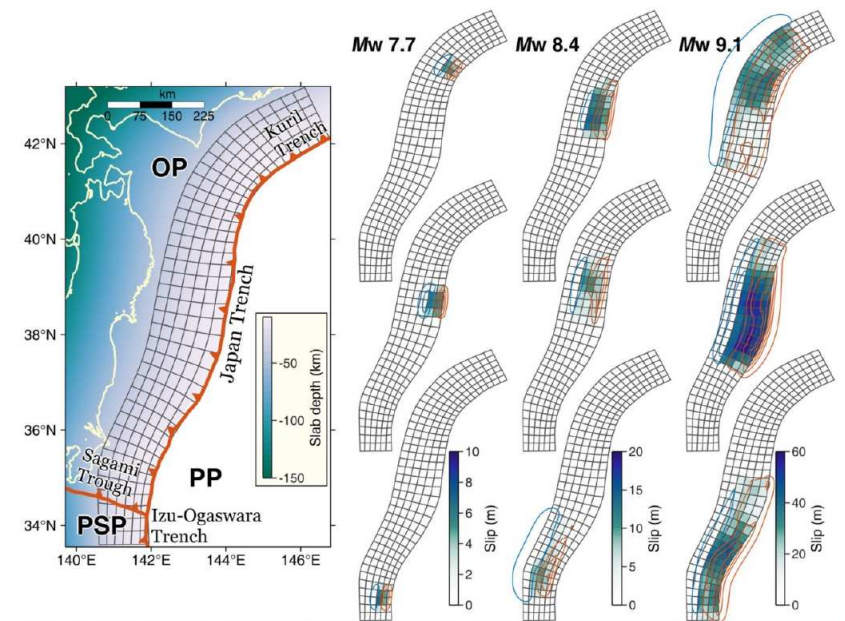 Mw 7.7
Mw 8.4
Mw 9.1
km
0 75 150 225
42°N
40°N
38°N
36°N
34°N
OP
Kuril
Trench
Japan Trench
-50
-100
-150
Slab depth (km)
PP
Sagami
Trough
PSP
Izu-Ogaswara
Trench
140°E 142°E 144°E 146°E
10
8
6
4
2
0
Slip (m)
20
15
10
5
0
Slip (m)
60
40
20
0
Slip (m)